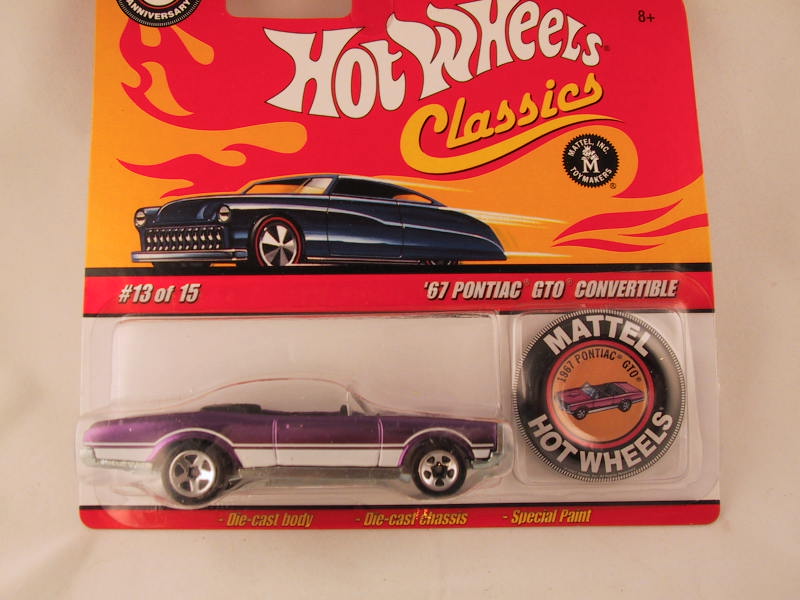 ANNIVERSARY
8+
HOT WHEELS®
Classics
MATTEL, INC.
M
TOYMAKERS
®
#13 of 15
'67 PONTIAC® GTO® CONVERTIBLE
MATTEL
1967 PONTIAC® GTO®
HOT WHEELS
- Die-cast body - Die-cast chassis - Special Paint